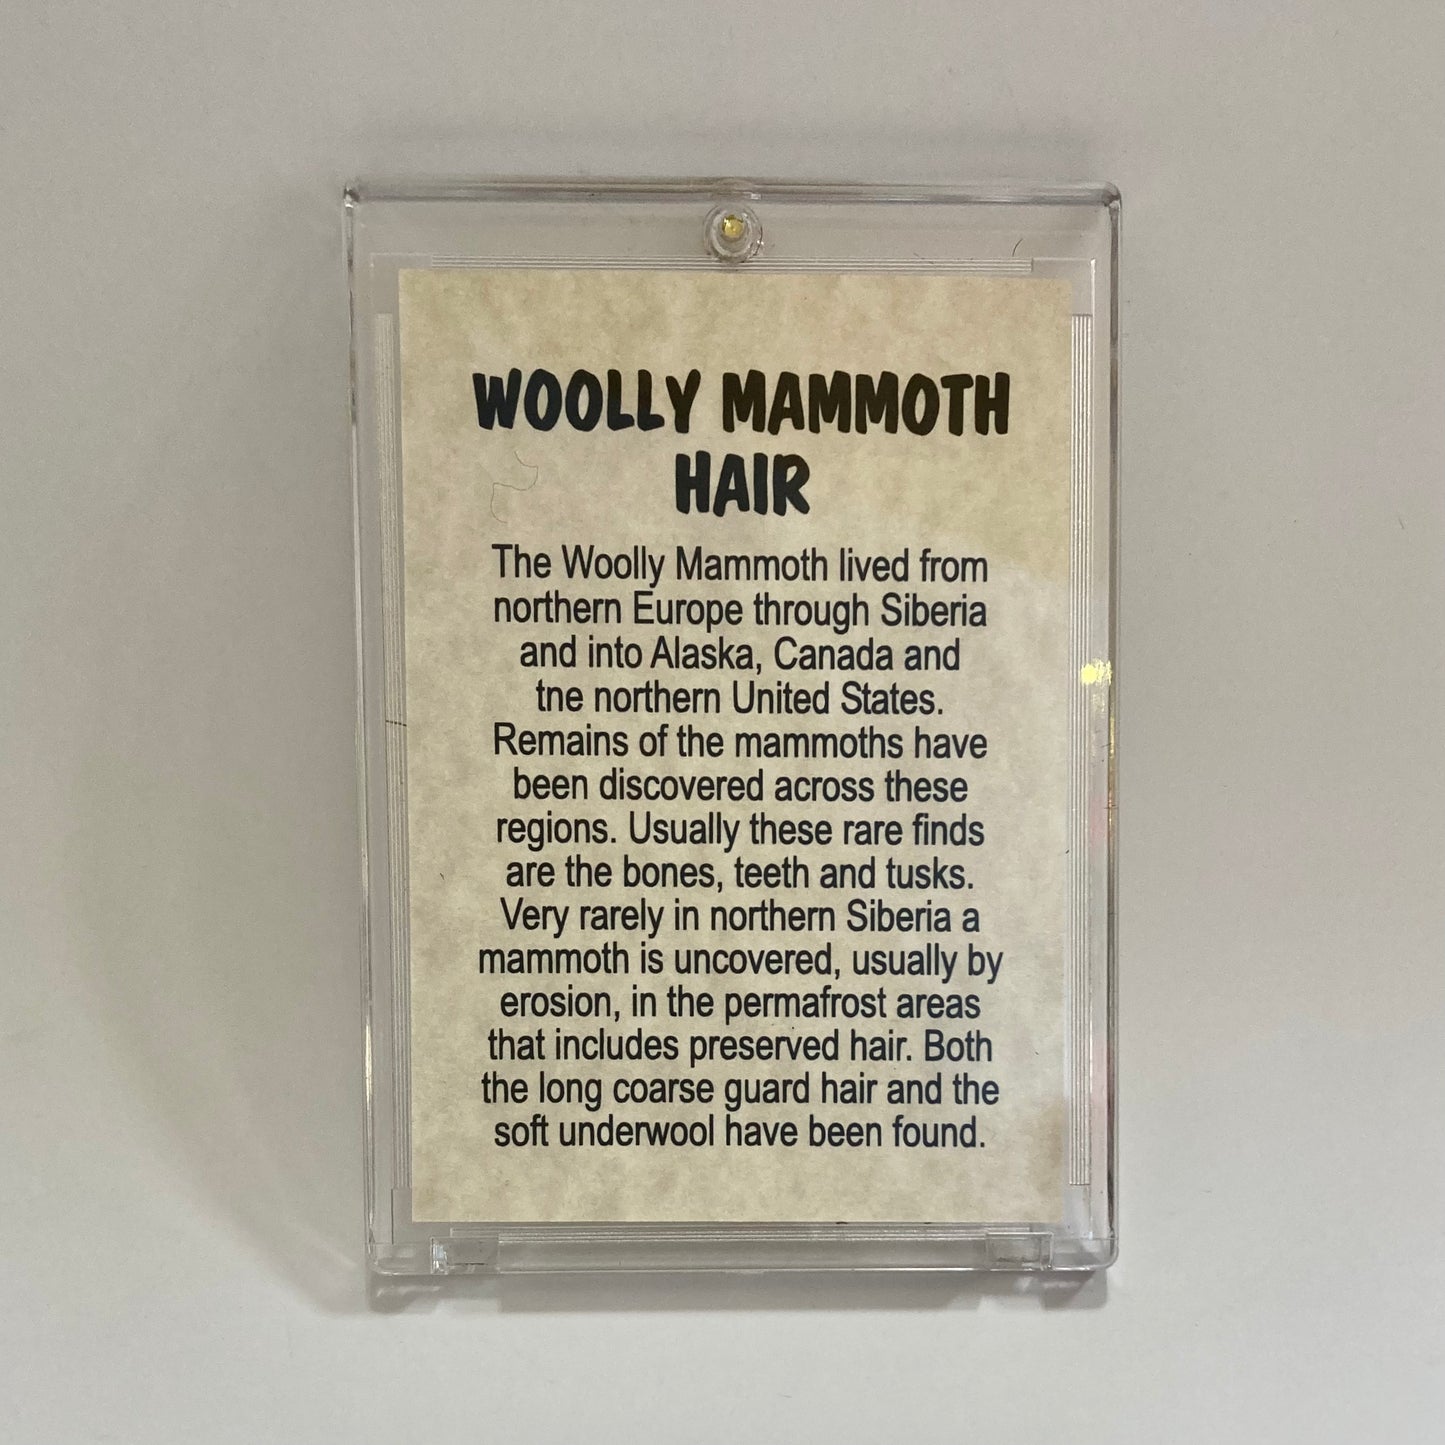 WOOLLY MAMMOTH
HAIR
The Woolly Mammoth lived from
northern Europe through Siberia
and into Alaska, Canada and
tne northern United States.
Remains of the mammoths have
been discovered across these
regions. Usually these rare finds
are the bones, teeth and tusks.
Very rarely in northern Siberia a
mammoth is uncovered, usually by
erosion, in the permafrost areas
that includes preserved hair. Both
the long coarse guard hair and the
soft underwool have been found.